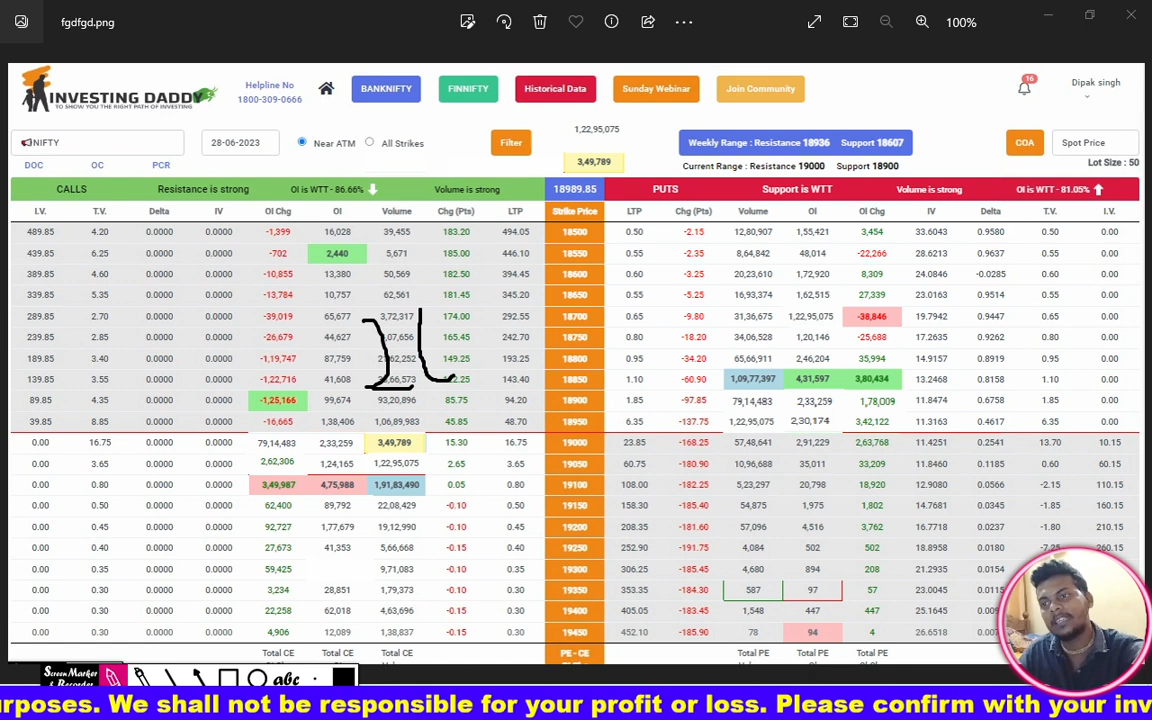 fgdfgd.png
100%
INVESTING DADDY
TO SHOW YOU THE RIGHT PATH OF INVESTING
Helpline No
1800-309-0666
BANKNIFTY FINNIFTY Historical Data Sunday Webinar Join Community
16
Dipak singh
NIFTY 28-06-2023 Near ATM All Strikes Filter
1,22,95,075
3,49,789
Weekly Range : Resistance 18936 Support 18607
Current Range : Resistance 19000 Support 18900
COA Spot Price
Lot Size : 50
DOC OC PCR
CALLS Resistance is strong OI is WTT - 86.66% Volume is strong 18989.85 PUTS Support is WTT Volume is strong OI is WTT - 81.05%
I.V. T.V. Delta IV OI Chg OI Volume Chg (Pts) LTP Strike Price LTP Chg (Pts) Volume OI OI Chg IV Delta T.V. I.V.
489.85 4.20 0.0000 0.0000 -1,399 16,028 39,455 183.20 494.05 18500 0.50 -2.15 12,80,907 1,55,421 3,454 33.6043 0.9580 0.50 0.00
439.85 6.25 0.0000 0.0000 -702 2,440 5,671 185.00 446.10 18550 0.55 -2.35 8,64,842 48,014 -22,266 28.6213 0.9637 0.55 0.00
389.85 4.60 0.0000 0.0000 -10,855 13,380 50,569 182.50 394.45 18600 0.60 -3.25 20,23,610 1,72,920 8,309 24.0846 -0.0285 0.60 0.00
339.85 5.35 0.0000 0.0000 -13,784 10,757 62,561 181.45 345.20 18650 0.55 -5.25 16,93,374 1,62,515 27,339 23.0163 0.9514 0.55 0.00
289.85 2.70 0.0000 0.0000 -39,019 65,677 3,72,317 174.00 292.55 18700 0.65 -9.80 31,36,675 1,22,95,075 -38,846 19.7942 0.9447 0.65 0.00
239.85 2.85 0.0000 0.0000 -26,679 44,627 165.45 242.70 18750 0.80 -18.20 34,06,528 1,20,146 -25,688 17.2678 0.9264 0.80 0.00
189.85 3.40 0.0000 0.0000 -1,19,747 87,759 149.25 193.25 18800 0.95 -34.20 65,66,911 2,46,204 35,994 14.9157 0.8919 0.95 0.00
139.85 3.55 0.0000 0.0000 -1,22,716 41,608 143.40 18850 1.10 -60.90 1,09,77,397 4,31,597 3,80,434 13.2468 0.8158 1.10 0.00
89.85 4.35 0.0000 0.0000 -1,25,166 99,674 93,20,896 85.75 94.20 18900 1.85 -97.85 79,14,483 2,33,259 1,78,009 11.8446 0.6758 1.85 0.00
39.85 8.85 0.0000 0.0000 -16,665 1,38,406 1,06,89,983 45.85 48.70 18950 6.35 -137.75 1,22,95,075 2,30,174 3,42,122 11.3163 0.4617 6.35 0.00
0.00 16.75 0.0000 0.0000 79,14,483 2,33,259 3,49,789 15.30 16.75 19000 23.85 -168.25 57,48,641 2,91,229 2,63,768 11.4251 0.2541 13.70 10.15
0.00 3.65 0.0000 0.0000 2,62,306 1,24,165 1,22,95,075 2.65 3.65 19050 60.75 -180.90 10,96,688 35,011 33,209 11.8460 0.1185 0.60 60.15
0.00 0.80 0.0000 0.0000 3,49,987 4,75,988 1,91,83,490 0.05 0.80 19100 108.00 -182.25 5,23,297 20,798 18,920 12.9080 0.0566 -2.15 110.15
0.00 0.50 0.0000 0.0000 62,400 89,792 22,08,429 -0.10 0.50 19150 158.30 -185.40 54,875 1,975 1,802 14.7681 0.0345 -1.85 160.15
0.00 0.45 0.0000 0.0000 92,727 1,77,679 19,12,990 -0.10 0.45 19200 208.35 -181.60 57,096 4,516 3,762 16.7718 0.0237 -1.80 210.15
0.00 0.40 0.0000 0.0000 27,673 41,353 5,66,668 -0.15 0.40 19250 252.90 -191.75 4,084 502 502 18.8958 0.0180 -7.25 260.15
0.00 0.35 0.0000 0.0000 59,425 9,71,083 -0.10 0.35 19300 306.25 -185.45 4,680 894 208 21.2935 0.0154
0.00 0.30 0.0000 0.0000 3,234 28,851 1,79,373 -0.10 0.30 19350 353.35 -184.30 587 97 57 23.0045
0.00 0.30 0.0000 0.0000 22,258 62,018 4,63,696 -0.15 0.30 19400 405.05 -183.45 1,548 447 447 25.1645
0.00 0.30 0.0000 0.0000 4,906 12,089 1,38,837 -0.15 0.30 19450 452.10 -185.90 78 94 4 26.6518
Total CE Total CE Total CE PE - CE Total PE Total PE Total PE
abc
urposes. We shall not be responsible for your profit or loss. Please confirm with your